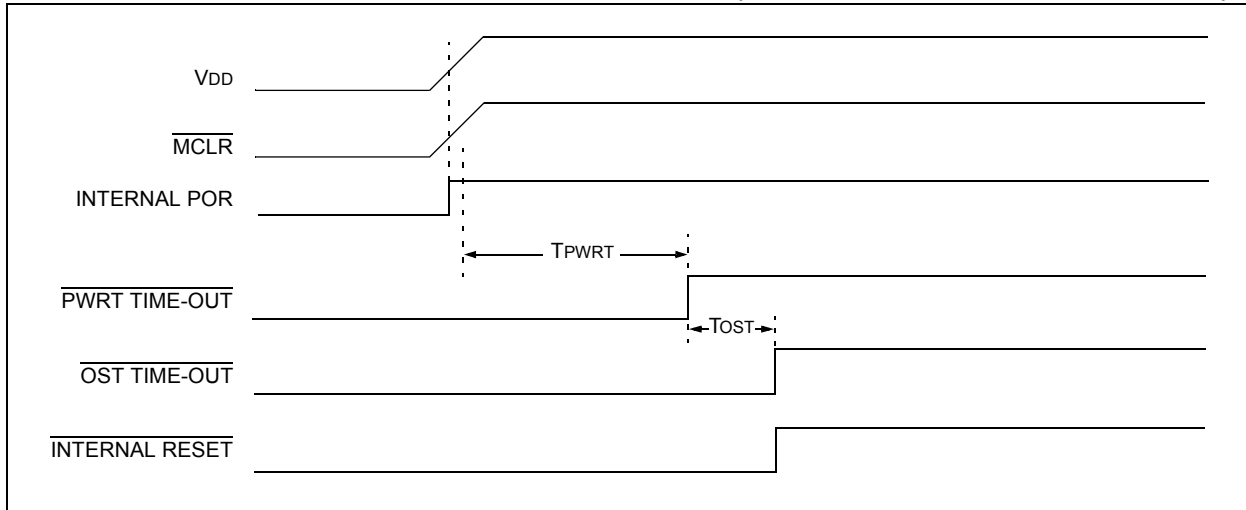 VDD
MCLR
INTERNAL POR
TPWRT
PWRT TIME-OUT
TOST
OST TIME-OUT
INTERNAL RESET